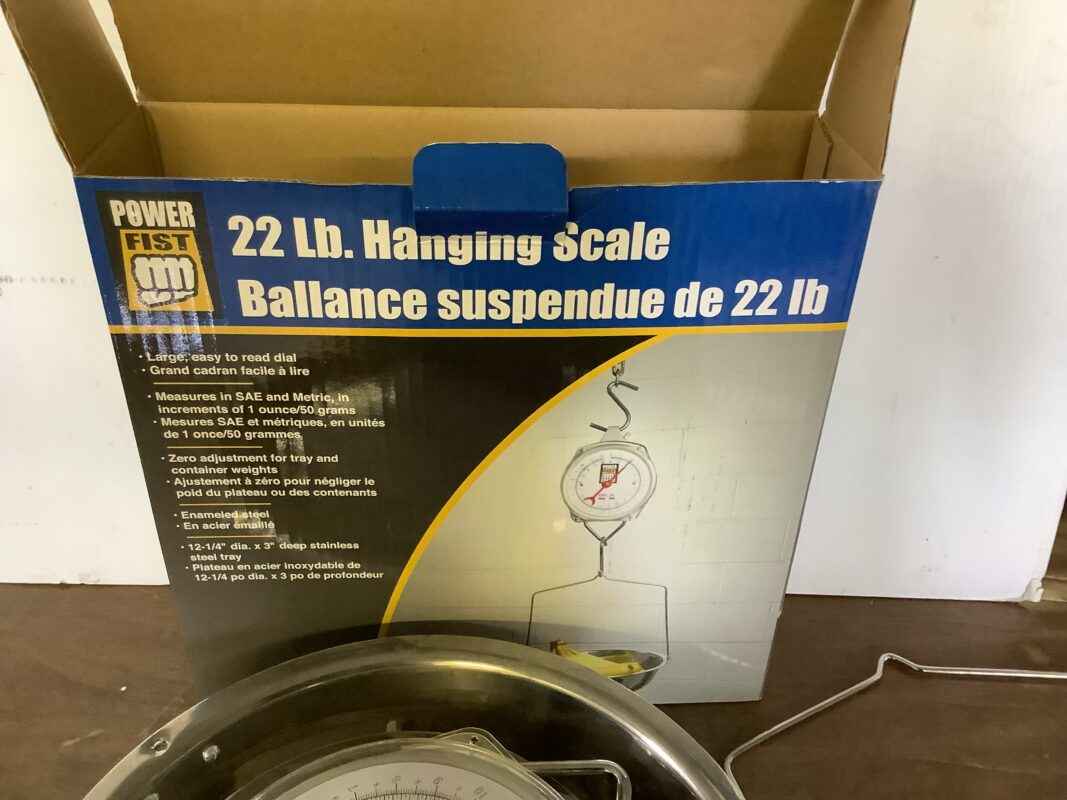 POWER
FIST
22 Lb. Hanging Scale
Ballance suspendue de 22 lb
• Large, easy to read dial
• Grand cadran facile à lire
• Measures in SAE and Metric, in
increments of 1 ounce/50 grams
• Mesures SAE et métriques, en unités
de 1 once/50 grammes
• Zero adjustment for tray and
container weights
• Ajustement à zéro pour négliger le
poid du plateau ou des contenants
• Enameled steel
• En acier émaillé
• 12-1/4" dia. x 3" deep stainless
steel tray
• Plateau en acier inoxydable de
12-1/4 po dia. x 3 po de profondeur